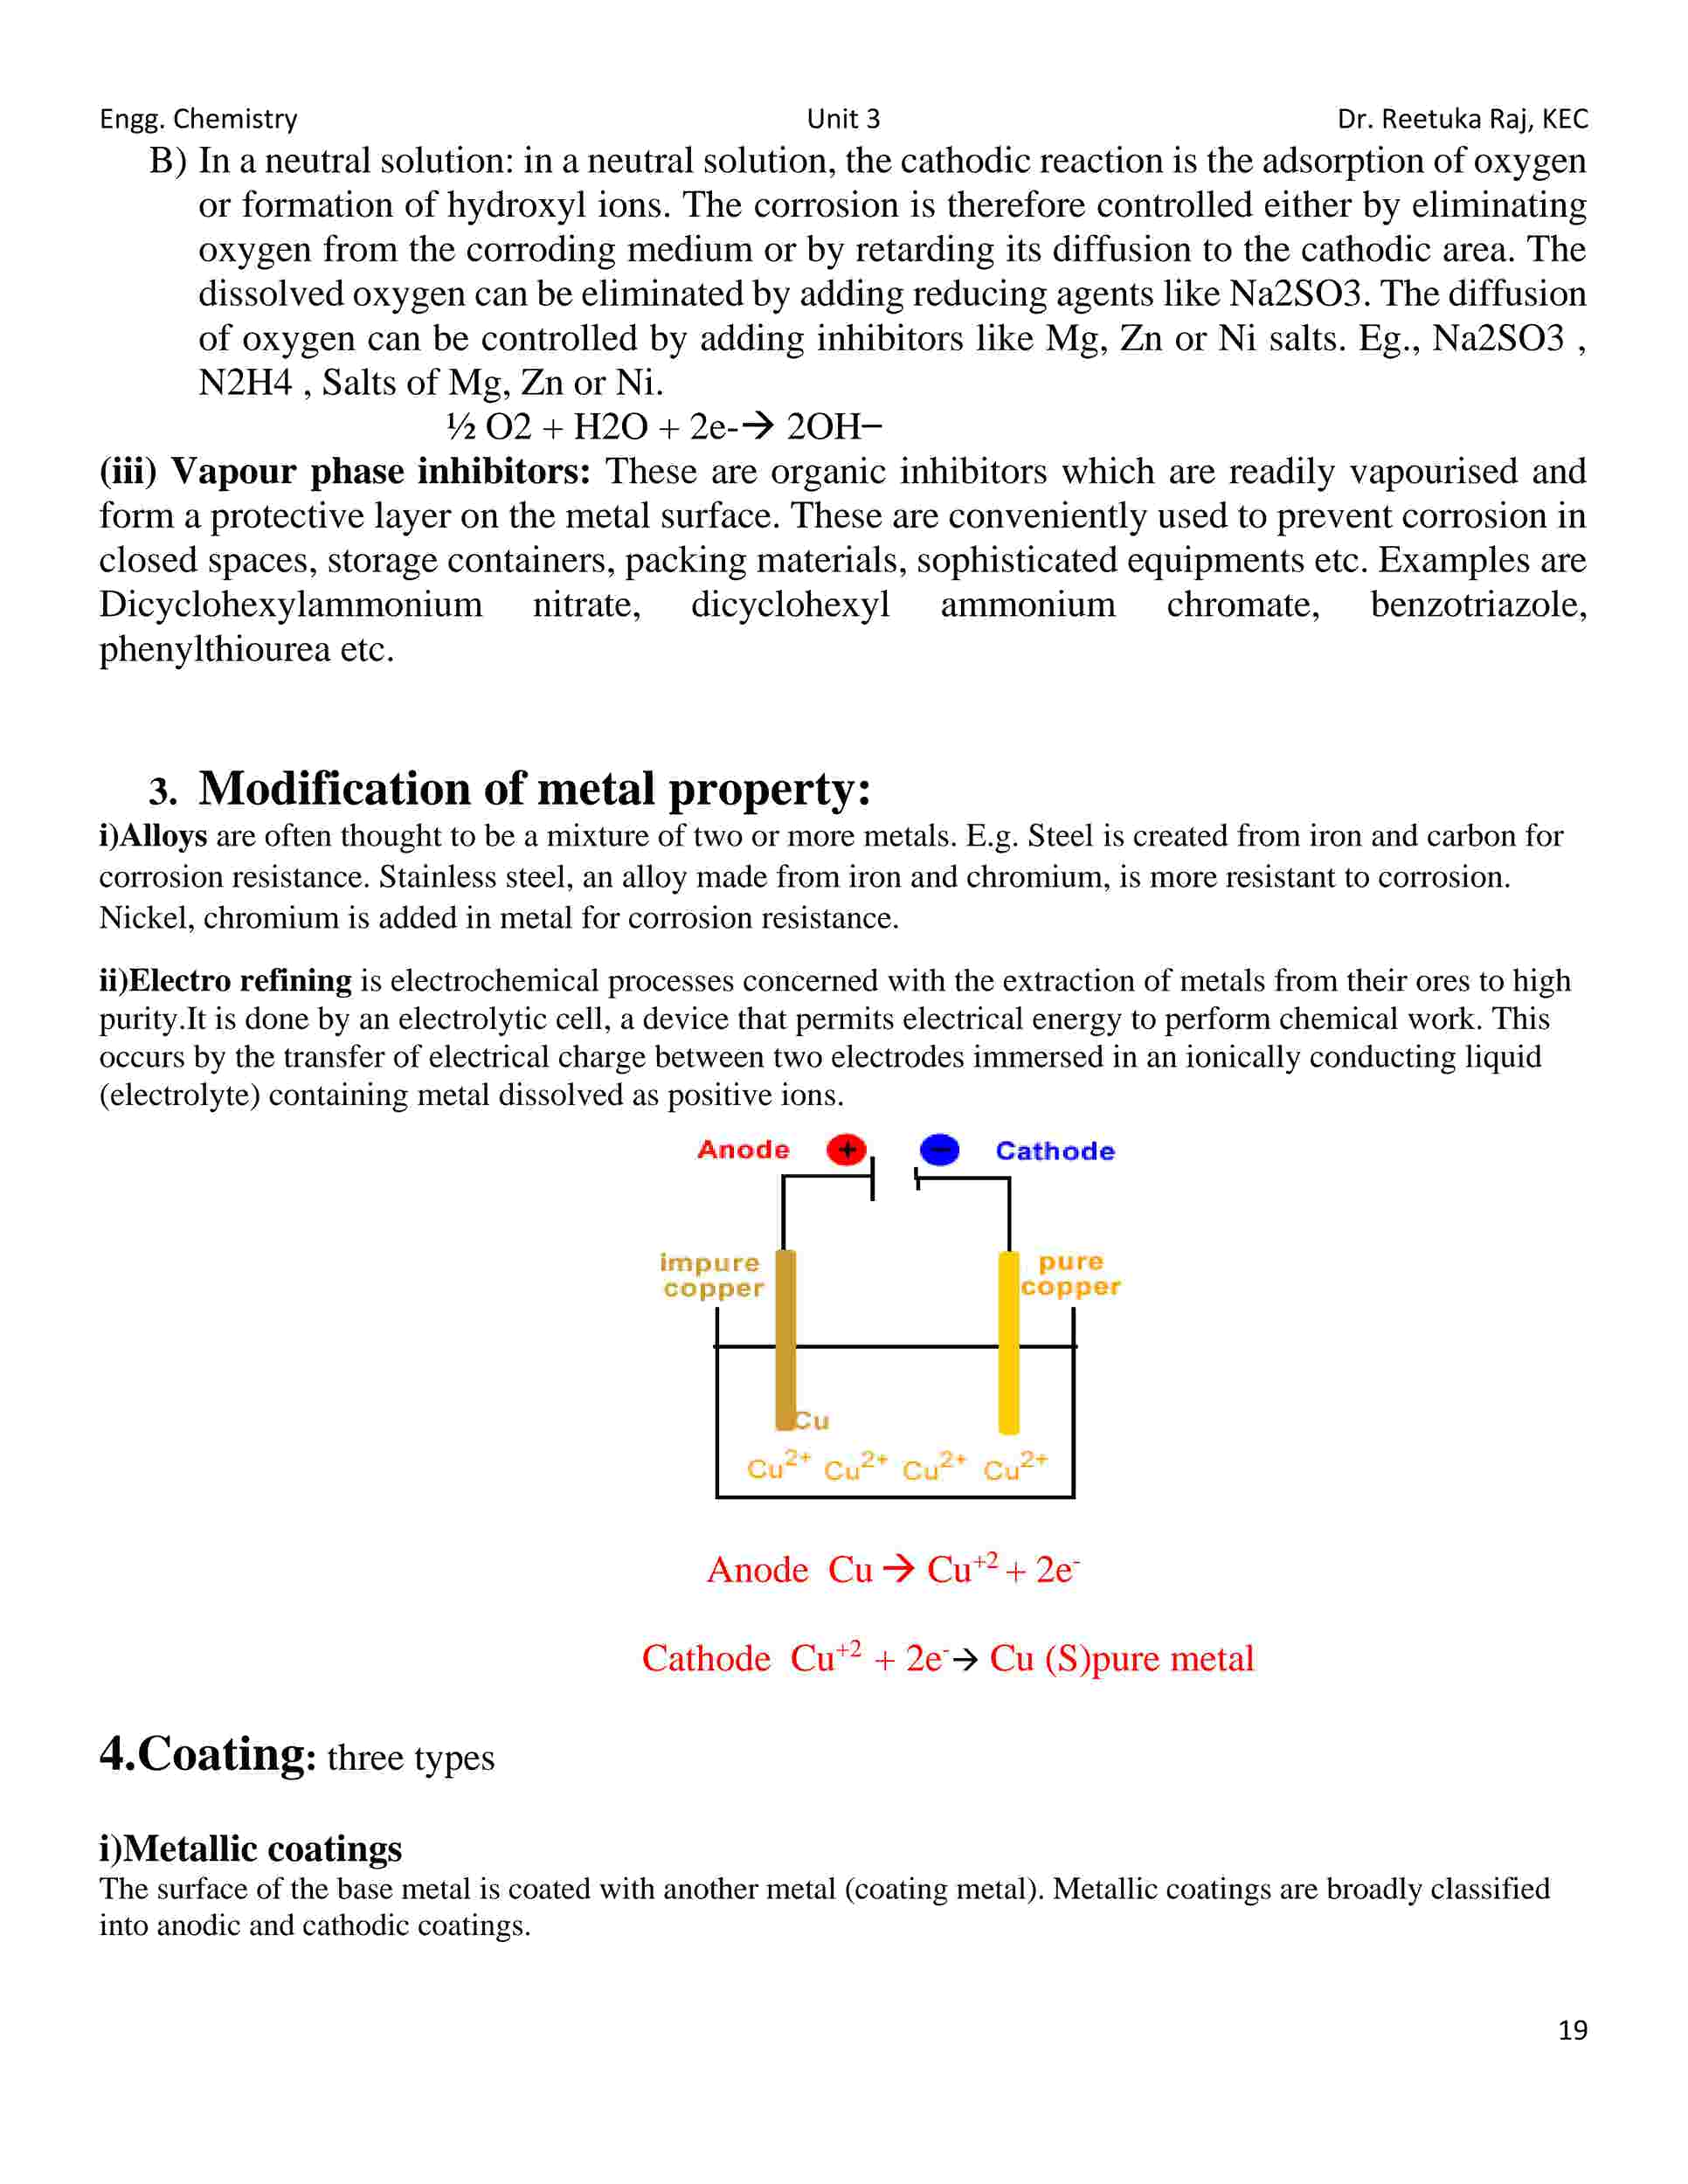 Engg. Chemistry Unit 3 Dr. Reetuka Raj, KEC
B) In a neutral solution: in a neutral solution, the cathodic reaction is the adsorption of oxygen
or formation of hydroxyl ions. The corrosion is therefore controlled either by eliminating
oxygen from the corroding medium or by retarding its diffusion to the cathodic area. The
dissolved oxygen can be eliminated by adding reducing agents like Na2SO3. The diffusion
of oxygen can be controlled by adding inhibitors like Mg, Zn or Ni salts. Eg., Na2SO3 ,
N2H4 , Salts of Mg, Zn or Ni.
½ O2 + H2O + 2e-→ 2OH−
(iii) Vapour phase inhibitors: These are organic inhibitors which are readily vapourised and
form a protective layer on the metal surface. These are conveniently used to prevent corrosion in
closed spaces, storage containers, packing materials, sophisticated equipments etc. Examples are
Dicyclohexylammonium nitrate, dicyclohexyl ammonium chromate, benzotriazole,
phenylthiourea etc.
3. Modification of metal property:
i)Alloys are often thought to be a mixture of two or more metals. E.g. Steel is created from iron and carbon for
corrosion resistance. Stainless steel, an alloy made from iron and chromium, is more resistant to corrosion.
Nickel, chromium is added in metal for corrosion resistance.
ii)Electro refining is electrochemical processes concerned with the extraction of metals from their ores to high
purity.It is done by an electrolytic cell, a device that permits electrical energy to perform chemical work. This
occurs by the transfer of electrical charge between two electrodes immersed in an ionically conducting liquid
(electrolyte) containing metal dissolved as positive ions.
Anode + − Cathode
impure pure
copper copper
Cu
Cu²⁺ Cu²⁺ Cu²⁺ Cu²⁺
Anode Cu → Cu⁺² + 2e⁻
Cathode Cu⁺² + 2e⁻→ Cu (S)pure metal
4.Coating: three types
i)Metallic coatings
The surface of the base metal is coated with another metal (coating metal). Metallic coatings are broadly classified
into anodic and cathodic coatings.
19